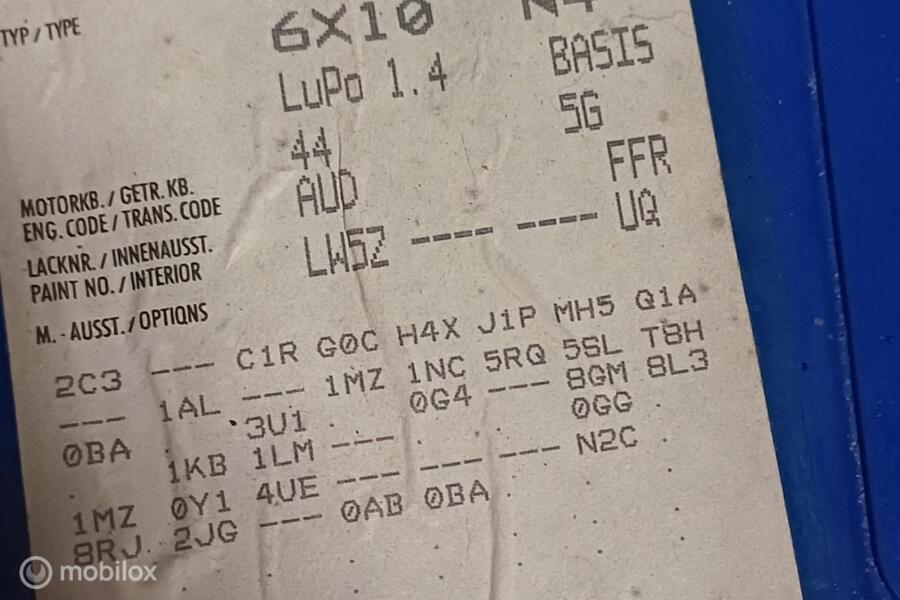 TYP / TYPE 6X10 N4
LuPo 1.4 BASIS
44 5G
MOTORKB. / GETR. KB.
ENG. CODE / TRANS. CODE AUD FFR
LACKNR. / INNENAUSST.
PAINT NO. / INTERIOR LW5Z ---- ---- UQ
M. - AUSST. / OPTIONS
2C3 --- C1R G0C H4X J1P MH5 Q1A
--- 1AL --- 1MZ 1NC 5RQ 5SL T8H
0BA 3U1 0G4 --- 8GM 8L3
1KB 1LM --- 0GG
1MZ 0Y1 4UE --- --- --- N2C
8RJ 2JG --- 0AB 0BA
mobilox